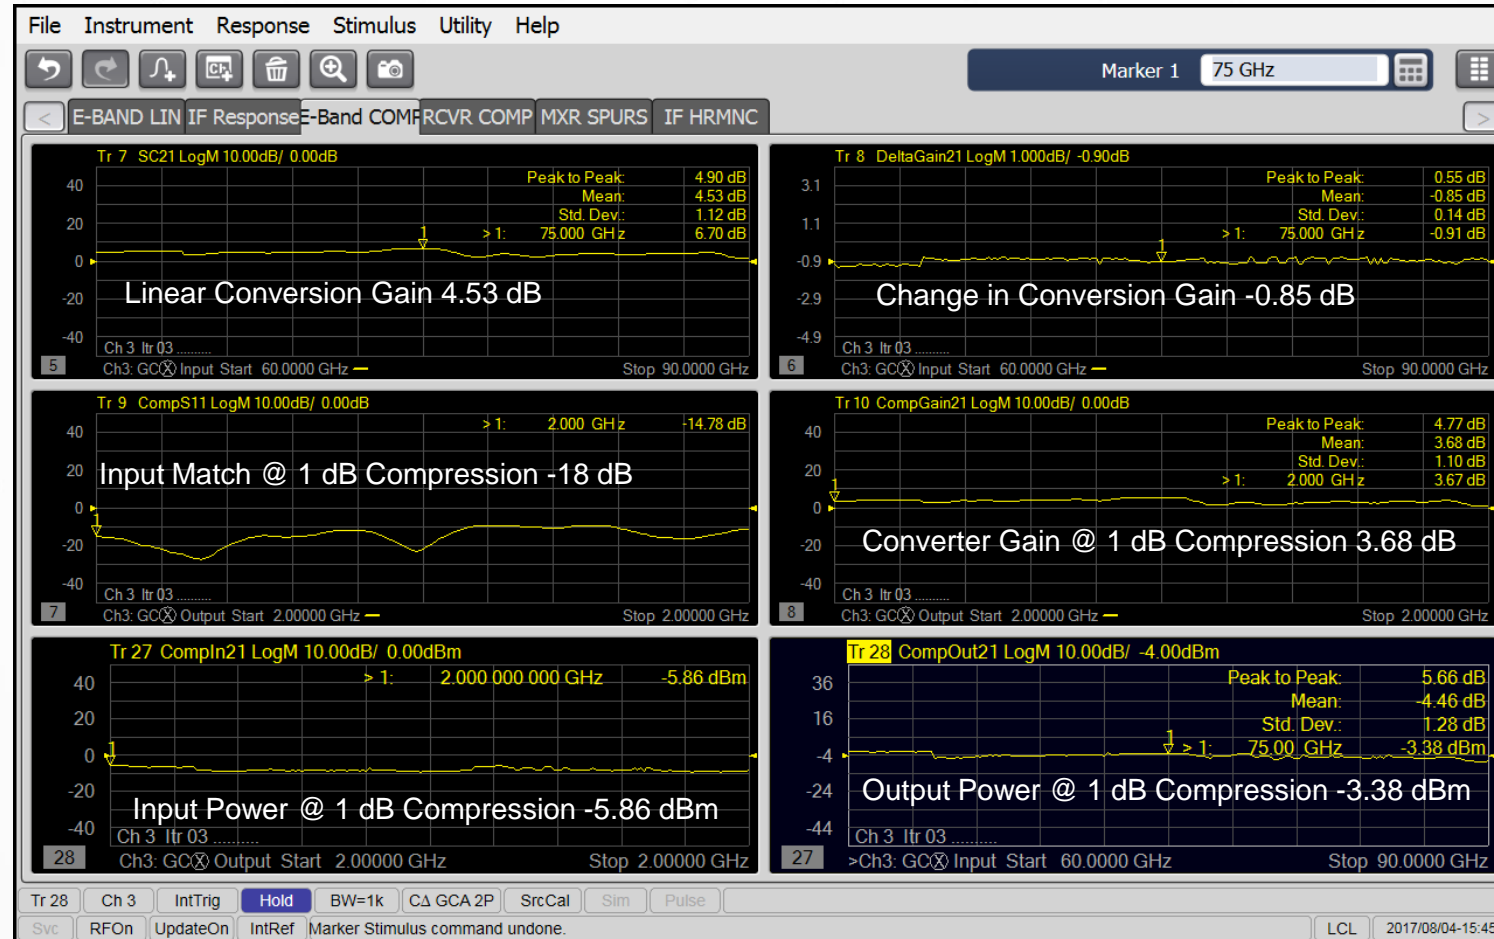 File Instrument Response Stimulus Utility Help
Marker 1 75 GHz
< E-BAND LIN IF Response E-Band COMP RCVR COMP MXR SPURS IF HRMNC >
Tr 7 SC21 LogM 10.00dB/ 0.00dB
40
20
0
-20
-40
Peak to Peak: 4.90 dB
Mean: 4.53 dB
Std. Dev.: 1.12 dB
1
> 1: 75.000 GHz 6.70 dB
Linear Conversion Gain 4.53 dB
Ch 3 Itr 03 ..........
5 Ch3: GCX Input Start 60.0000 GHz Stop 90.0000 GHz
Tr 8 DeltaGain21 LogM 1.000dB/ -0.90dB
3.1
1.1
-0.9
-2.9
-4.9
Peak to Peak: 0.55 dB
Mean: -0.85 dB
Std. Dev.: 0.14 dB
1
> 1: 75.000 GHz -0.91 dB
Change in Conversion Gain -0.85 dB
Ch 3 Itr 03 ..........
6 Ch3: GCX Input Start 60.0000 GHz Stop 90.0000 GHz
Tr 9 CompS11 LogM 10.00dB/ 0.00dB
40
20
0
-20
-40
> 1: 2.000 GHz -14.78 dB
Input Match @ 1 dB Compression -18 dB
1
Ch 3 Itr 03 ..........
7 Ch3: GCX Output Start 2.00000 GHz Stop 2.00000 GHz
Tr 10 CompGain21 LogM 10.00dB/ 0.00dB
40
20
0
-20
-40
Peak to Peak: 4.77 dB
Mean: 3.68 dB
Std. Dev.: 1.10 dB
> 1: 2.000 GHz 3.67 dB
1
Converter Gain @ 1 dB Compression 3.68 dB
Ch 3 Itr 03 ..........
8 Ch3: GCX Output Start 2.00000 GHz Stop 2.00000 GHz
Tr 27 CompIn21 LogM 10.00dB/ 0.00dBm
40
20
0
-20
-40
> 1: 2.000 000 000 GHz -5.86 dBm
1
Input Power @ 1 dB Compression -5.86 dBm
Ch 3 Itr 03 ..........
28 Ch3: GCX Output Start 2.00000 GHz Stop 2.00000 GHz
Tr 28 CompOut21 LogM 10.00dB/ -4.00dBm
36
16
-4
-24
-44
Peak to Peak: 5.66 dB
Mean: -4.46 dB
Std. Dev.: 1.28 dB
1
> 1: 75.00 GHz -3.38 dBm
Output Power @ 1 dB Compression -3.38 dBm
Ch 3 Itr 03 ..........
27 >Ch3: GCX Input Start 60.0000 GHz Stop 90.0000 GHz
Tr 28 Ch 3 IntTrig Hold BW=1k CΔ GCA 2P SrcCal Sim Pulse
Svc RFOn UpdateOn IntRef Marker Stimulus command undone. LCL 2017/08/04-15:45